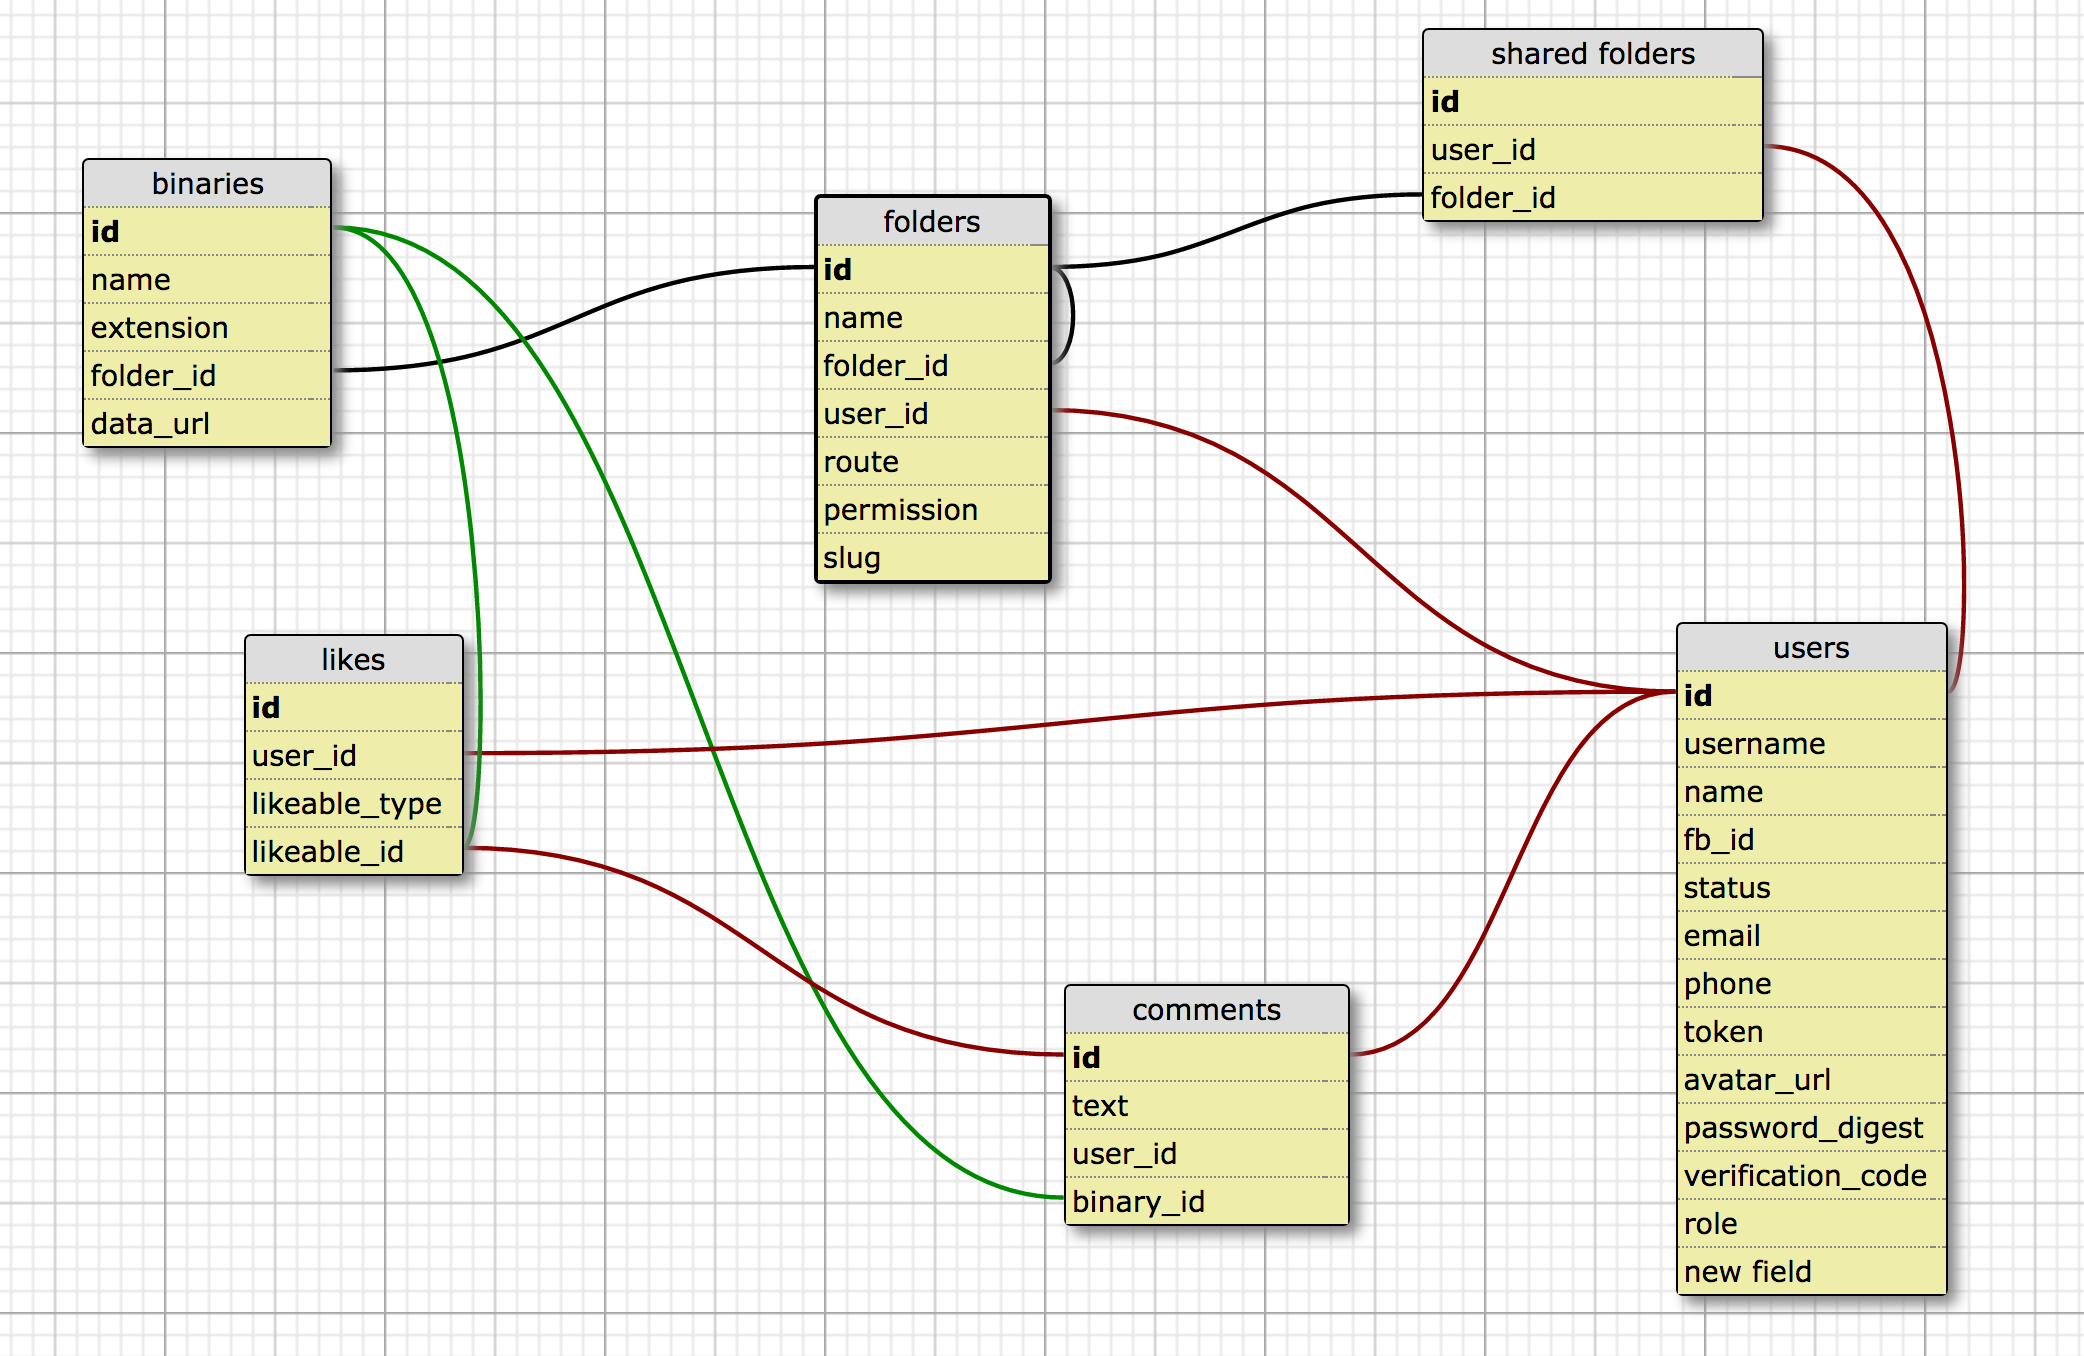 shared folders
id
user_id
folder_id
binaries
id
name
extension
folder_id
data_url
folders
id
name
folder_id
user_id
route
permission
slug
likes
id
user_id
likeable_type
likeable_id
users
id
username
name
fb_id
status
email
phone
token
avatar_url
password_digest
verification_code
role
new field
comments
id
text
user_id
binary_id